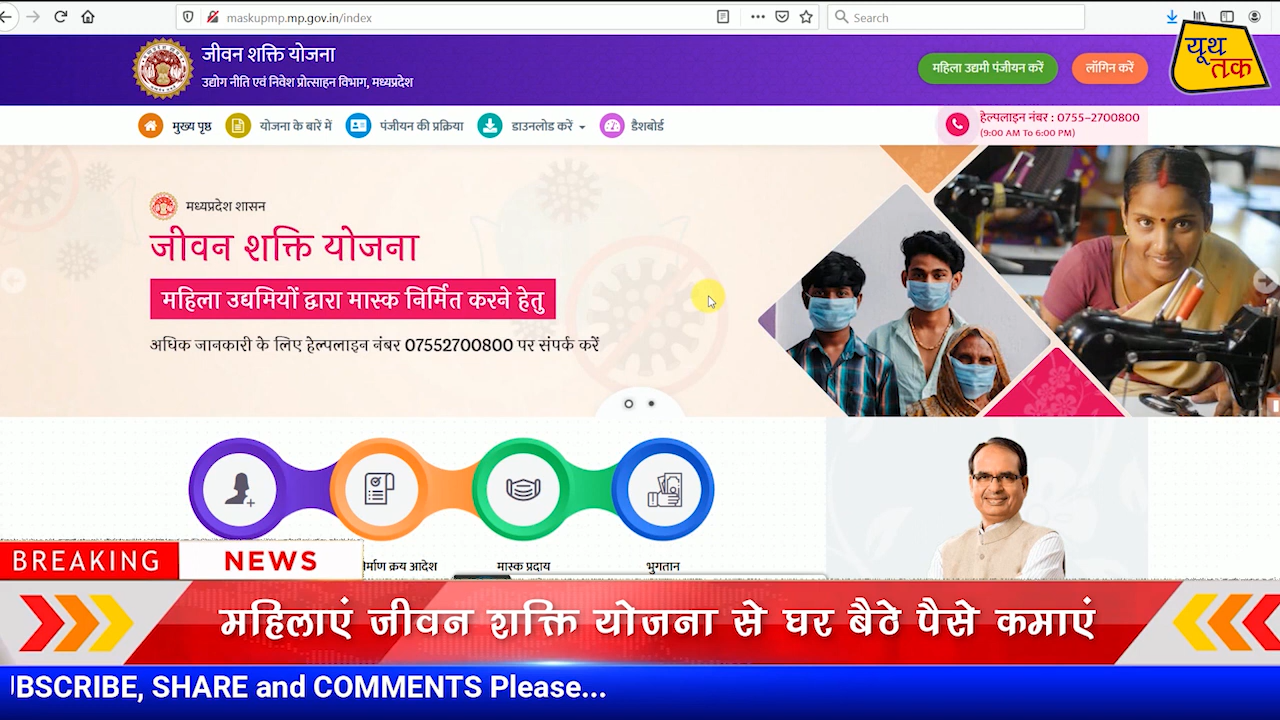 maskupmp.mp.gov.in/index
Search
जीवन शक्ति योजना
उद्योग नीति एवं निवेश प्रोत्साहन विभाग, मध्यप्रदेश
महिला उद्यमी पंजीयन करें
लॉगिन करें
यूथ
तक
मुख्य पृष्ठ
योजना के बारें में
पंजीयन की प्रक्रिया
डाउनलोड करें
डैशबोर्ड
हेल्पलाइन नंबर : 0755-2700800
(9:00 AM To 6:00 PM)
मध्यप्रदेश शासन
जीवन शक्ति योजना
महिला उद्यमियों द्वारा मास्क निर्मित करने हेतु
अधिक जानकारी के लिए हेल्पलाइन नंबर 07552700800 पर संपर्क करें
क्रय आदेश
मास्क प्रदाय
भुगतान
BREAKING NEWS
महिलाएं जीवन शक्ति योजना से घर बैठे पैसे कमाएं
UBSCRIBE, SHARE and COMMENTS Please...